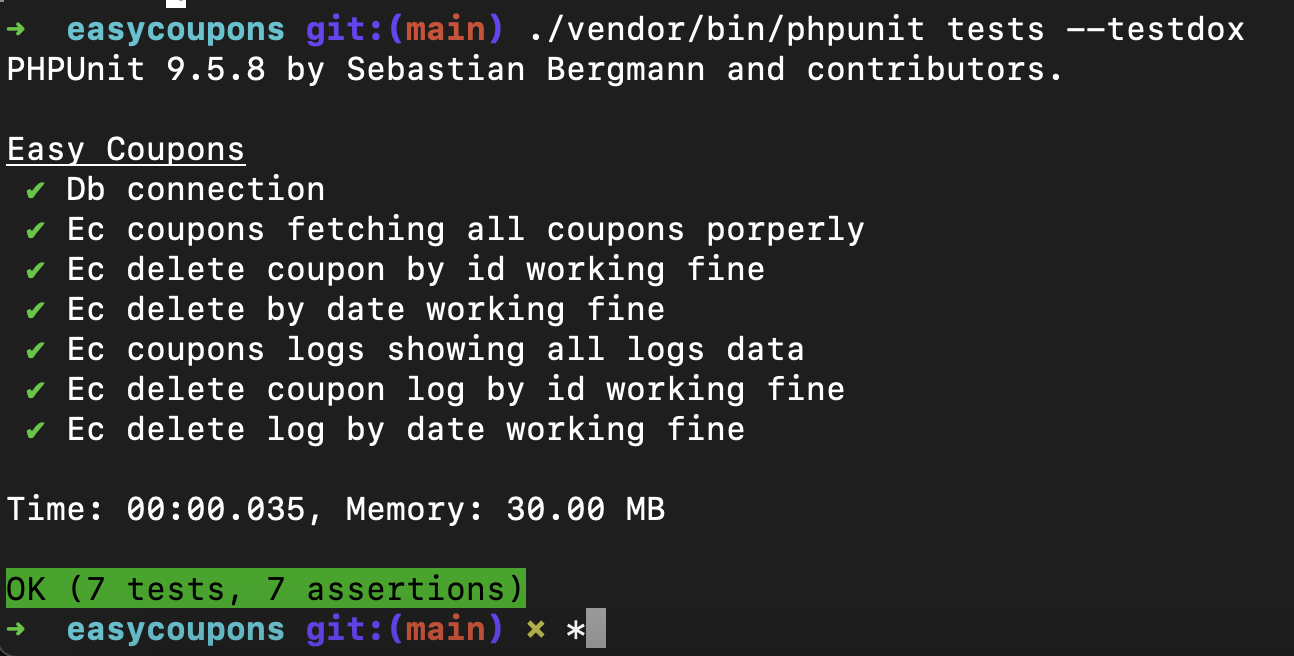 ➜  easycoupons git:(main) ./vendor/bin/phpunit tests --testdox
PHPUnit 9.5.8 by Sebastian Bergmann and contributors.
Easy Coupons
✔ Db connection
✔ Ec coupons fetching all coupons porperly
✔ Ec delete coupon by id working fine
✔ Ec delete by date working fine
✔ Ec coupons logs showing all logs data
✔ Ec delete coupon log by id working fine
✔ Ec delete log by date working fine
Time: 00:00.035, Memory: 30.00 MB
OK (7 tests, 7 assertions)
➜  easycoupons git:(main) ✗ *